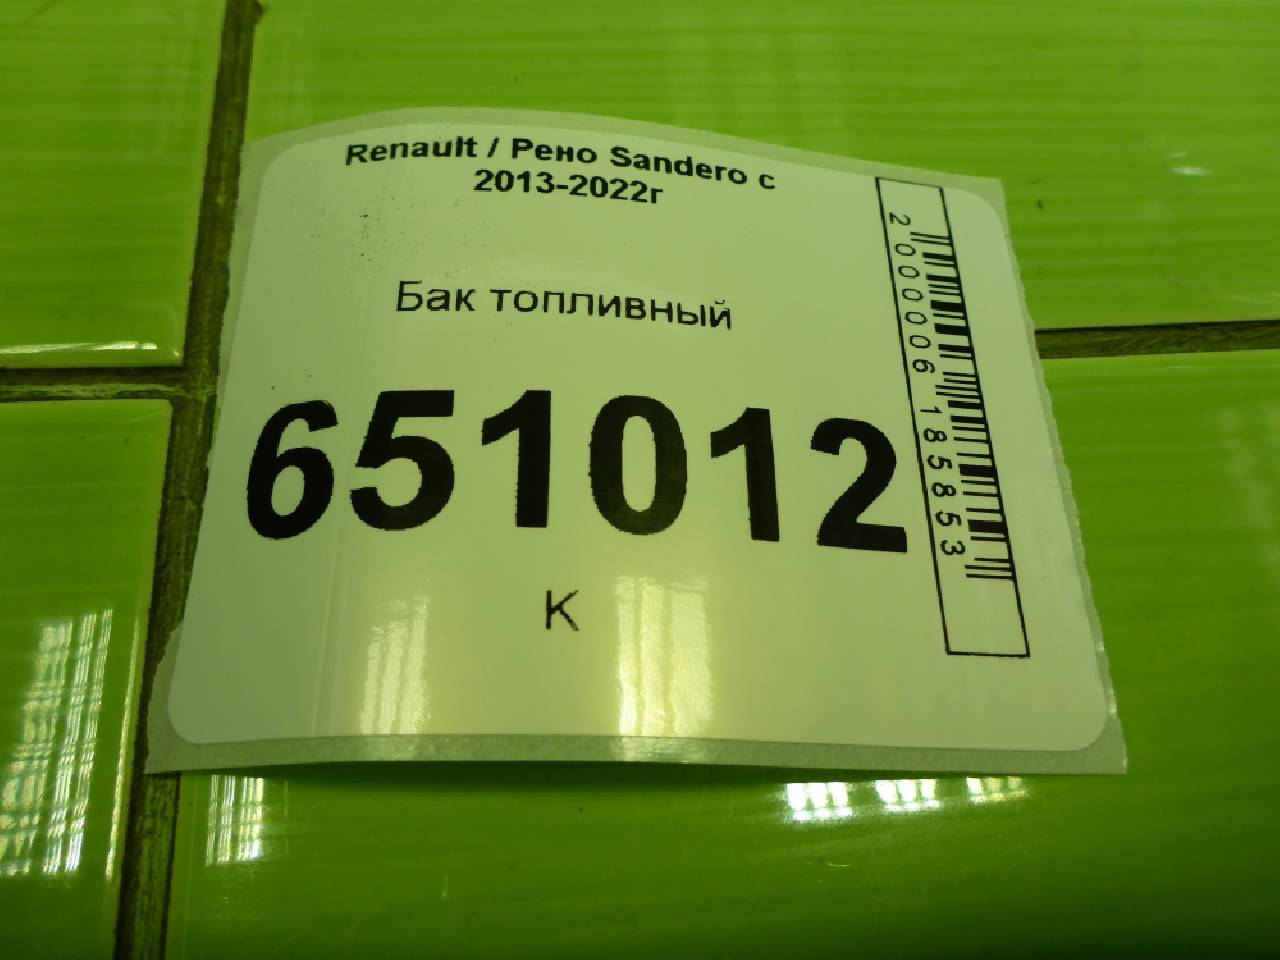 Renault / Рено Sandero с
2013-2022г
Бак топливный
651012
К
2000006185853